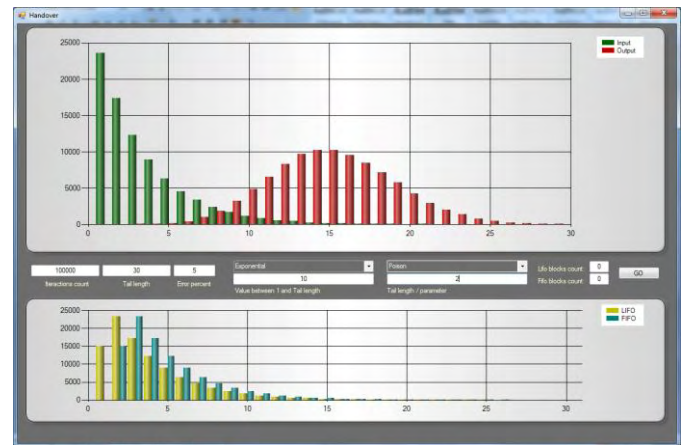 Handover
25000
20000
15000
10000
5000
0
0 5 10 15 20 25 30
Input
Output
100000 30 5 Exponential Poison Lifo blocks count 0 GO
10 2 Fifo blocks count 0
Iteractions count Tail length Error percent Value between 1 and Tail length Tail length / parameter
25000
20000
15000
10000
5000
0
0 5 10 15 20 25 30
LIFO
FIFO